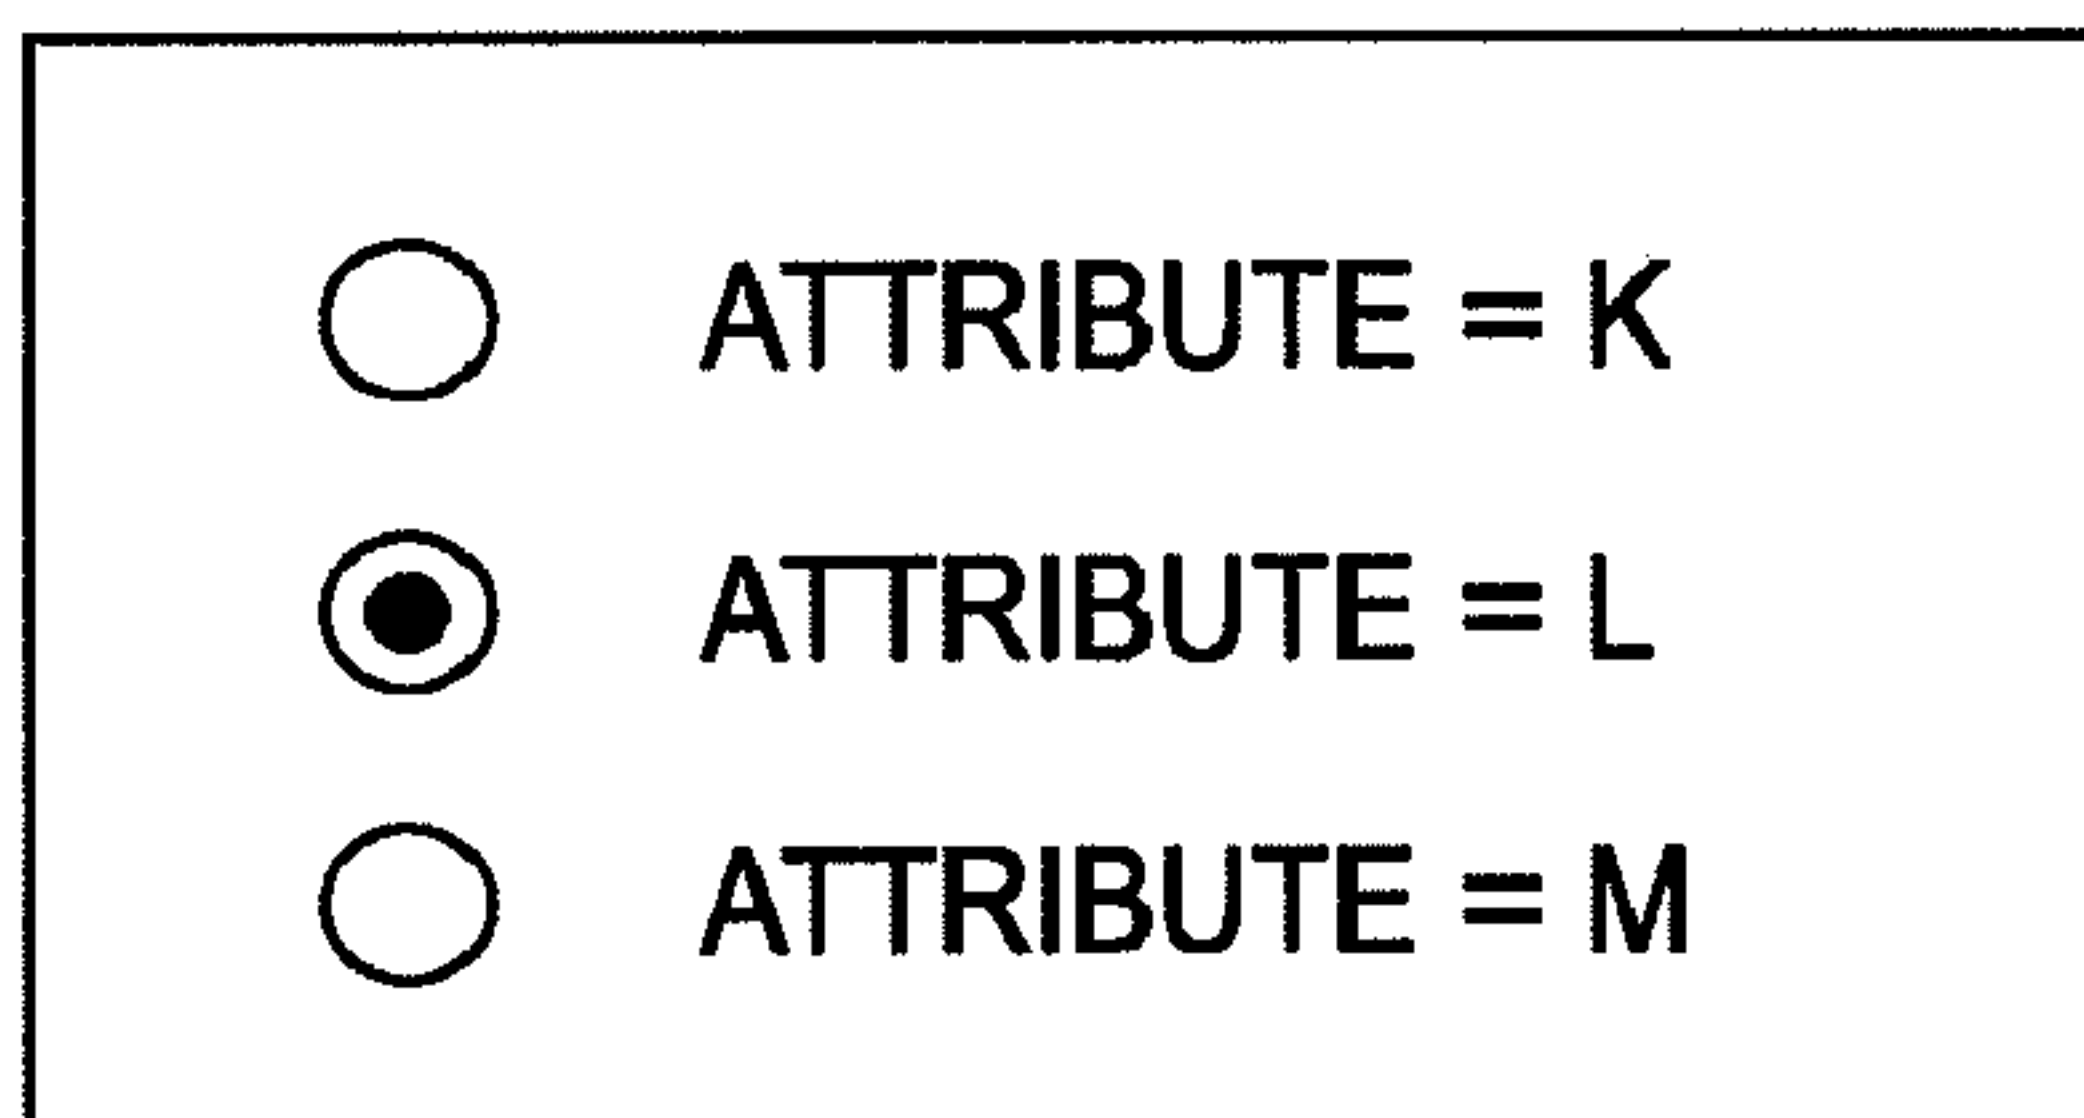 ATTRIBUTE = K
ATTRIBUTE = L
ATTRIBUTE = M